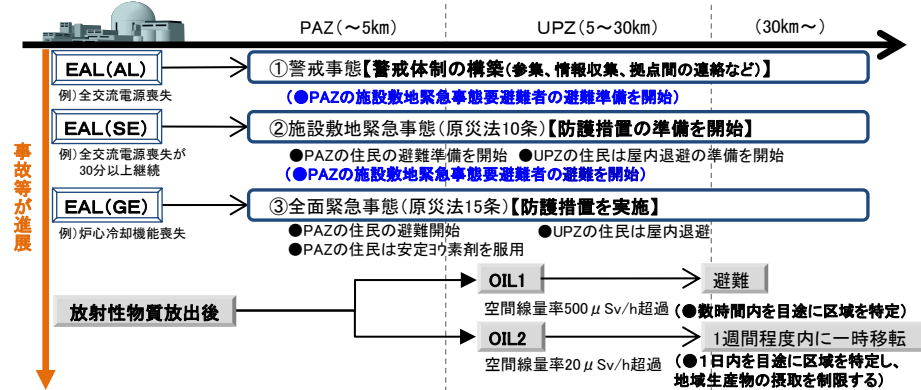 PAZ(～5km)
UPZ(5～30km)
(30km～)
EAL(AL)
①警戒事態【警戒体制の構築(参集、情報収集、拠点間の連絡など)】
例)全交流電源喪失
(●PAZの施設敷地緊急事態要避難者の避難準備を開始)
EAL(SE)
②施設敷地緊急事態(原災法10条)【防護措置の準備を開始】
例)全交流電源喪失が
30分以上継続
●PAZの住民の避難準備を開始
●UPZの住民は屋内退避の準備を開始
(●PAZの施設敷地緊急事態要避難者の避難を開始)
事故等が進展
EAL(GE)
③全面緊急事態(原災法15条)【防護措置を実施】
例)炉心冷却機能喪失
●PAZの住民の避難開始
●UPZの住民は屋内退避
●PAZの住民は安定ﾖｳ素剤を服用
放射性物質放出後
OIL1
避難
空間線量率500μSv/h超過
(●数時間内を目途に区域を特定)
OIL2
1週間程度内に一時移転
空間線量率20μSv/h超過
(●1日内を目途に区域を特定し、
地域生産物の摂取を制限する)